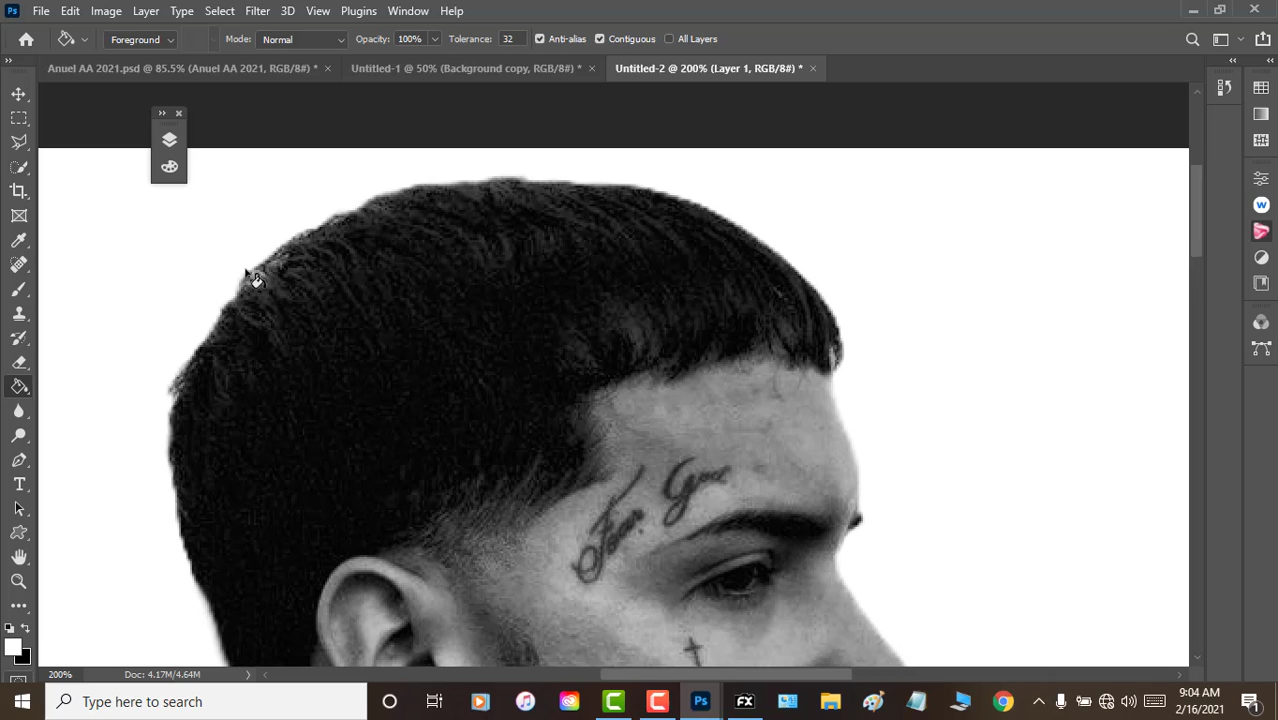 File Edit Image Layer Type Select Filter 3D View Plugins Window Help
Foreground Mode: Normal Opacity: 100% Tolerance: 32 Anti-alias Contiguous All Layers
Anuel AA 2021.psd @ 85.5% (Anuel AA 2021, RGB/8#) * × Untitled-1 @ 50% (Background copy, RGB/8#) * × Untitled-2 @ 200% (Layer 1, RGB/8#) * ×
200% Doc: 4.17M/4.64M
Type here to search
Ps
FX
9:04 AM
2/16/2021